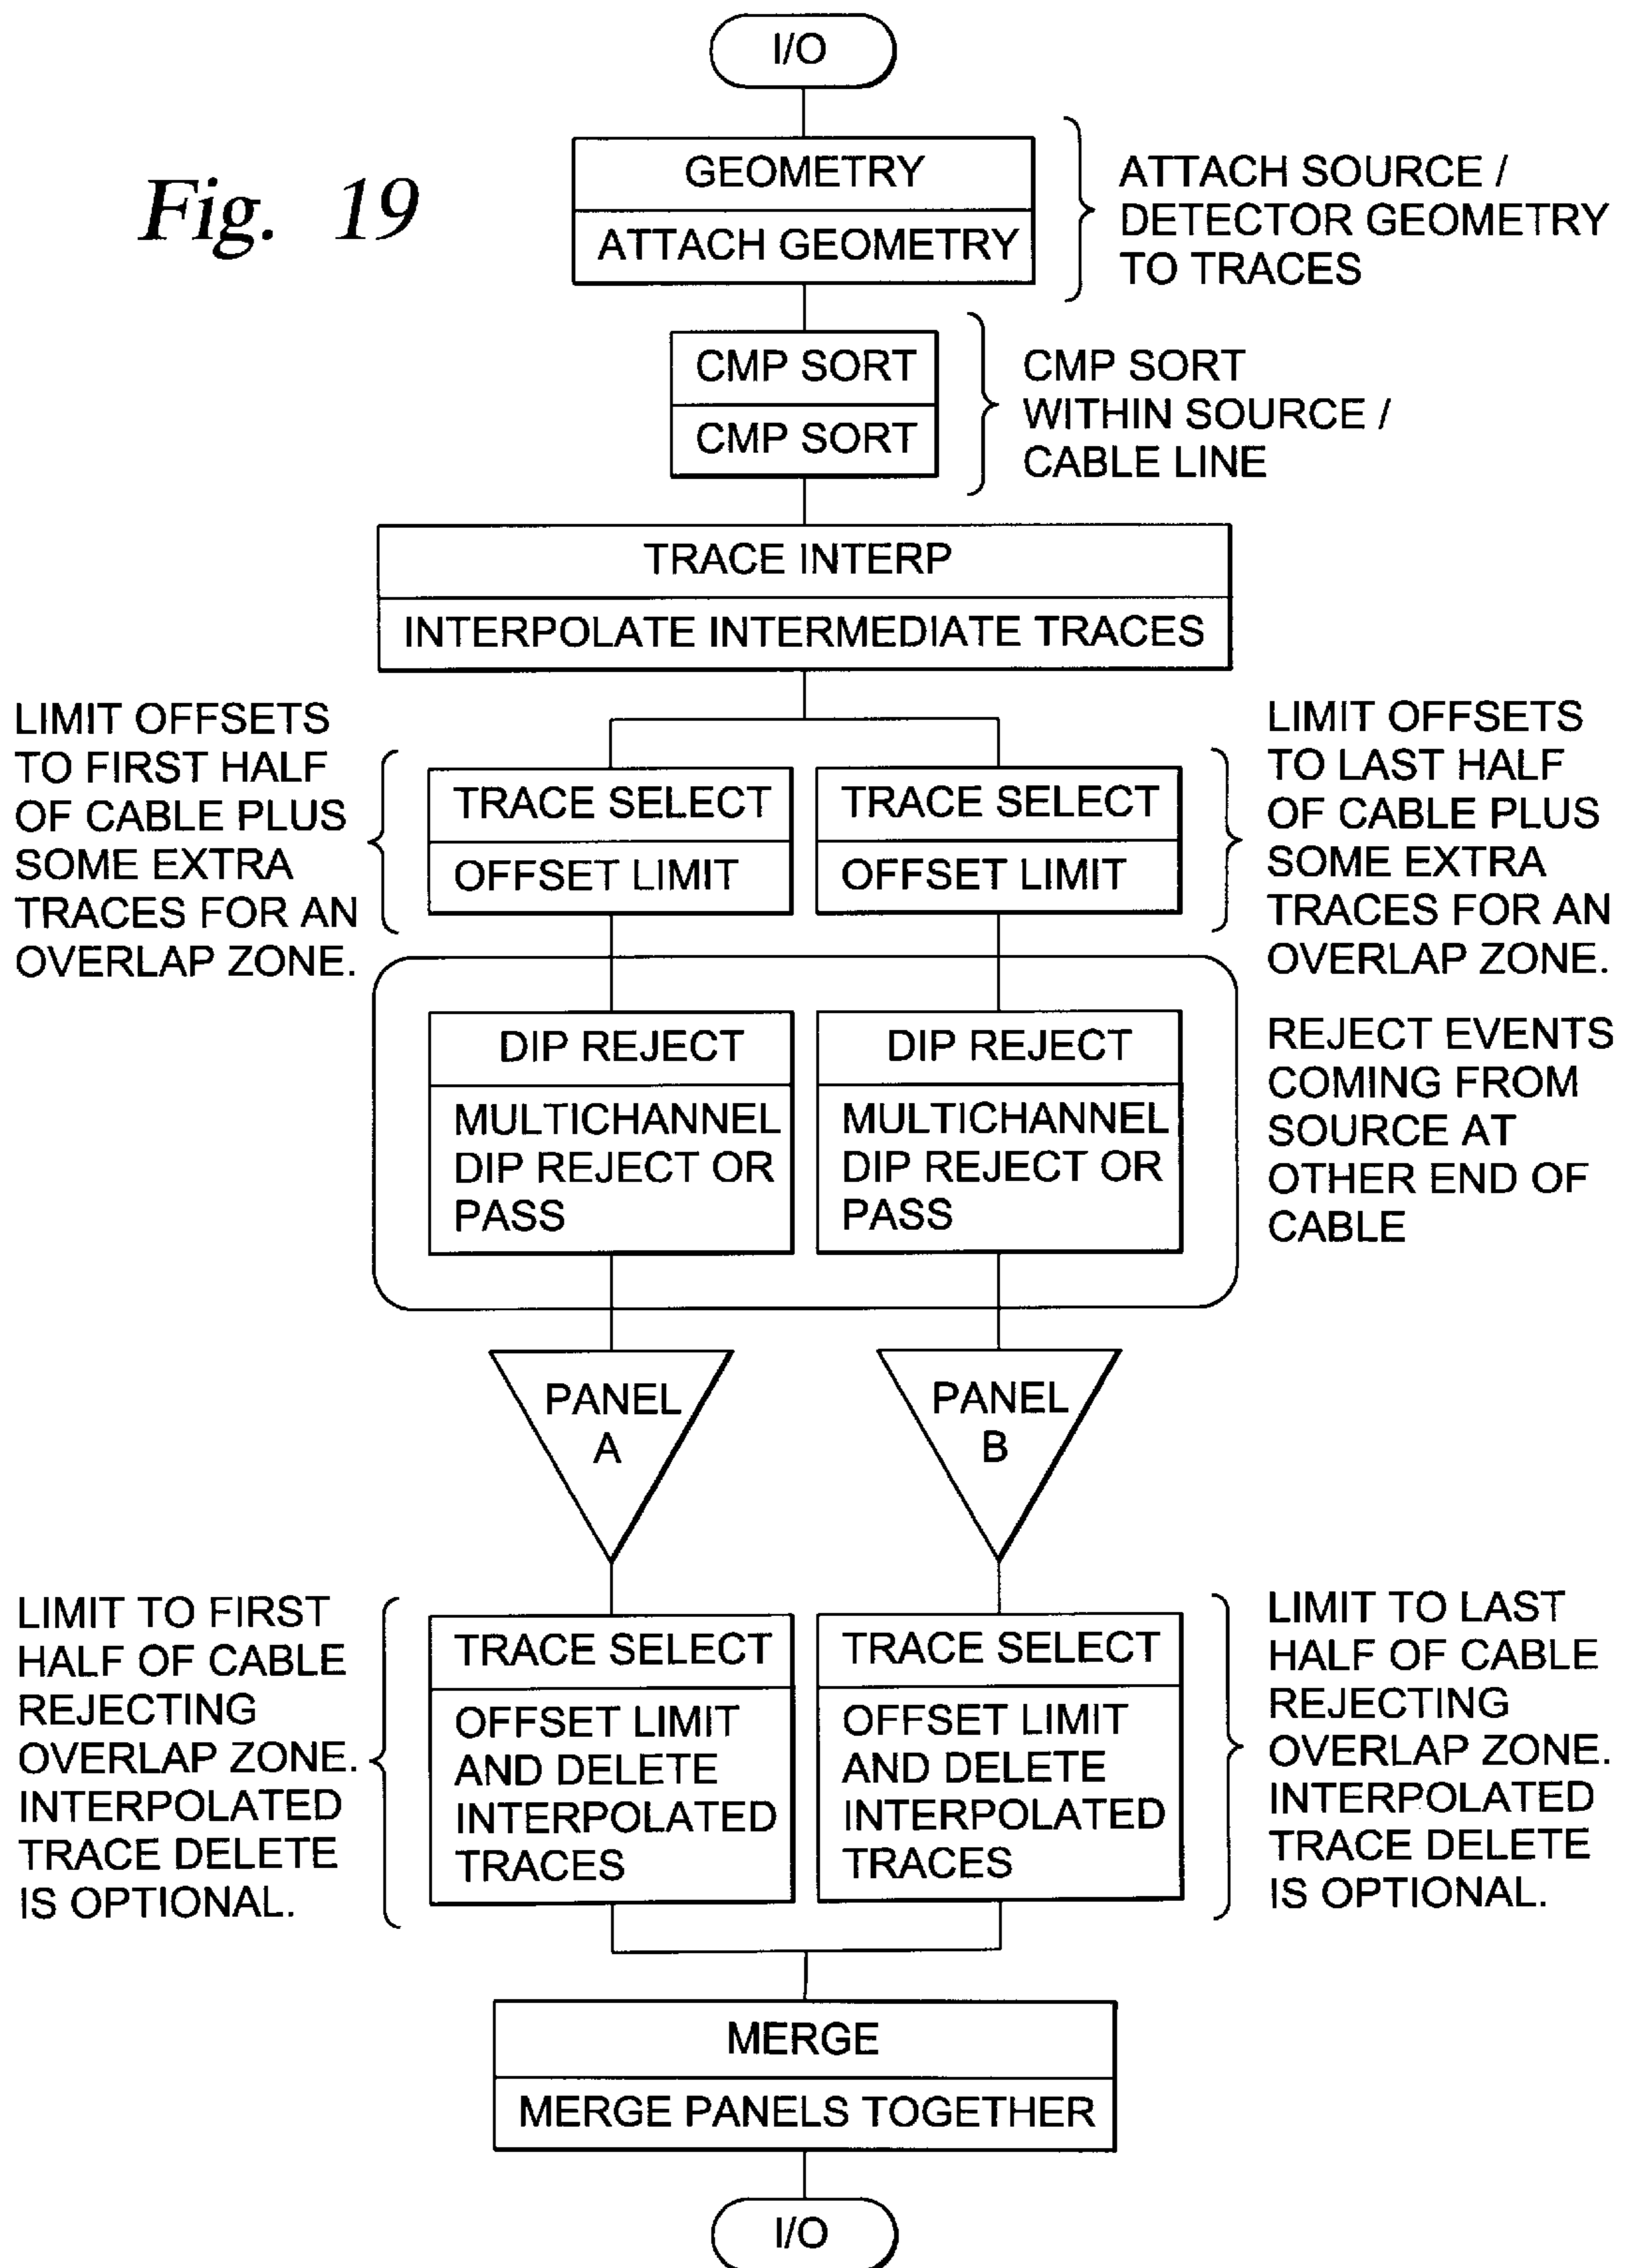 I/O
Fig. 19
GEOMETRY
ATTACH GEOMETRY
ATTACH SOURCE /
DETECTOR GEOMETRY
TO TRACES
CMP SORT
CMP SORT
CMP SORT
WITHIN SOURCE /
CABLE LINE
TRACE INTERP
INTERPOLATE INTERMEDIATE TRACES
LIMIT OFFSETS
TO FIRST HALF
OF CABLE PLUS
SOME EXTRA
TRACES FOR AN
OVERLAP ZONE.
TRACE SELECT
OFFSET LIMIT
TRACE SELECT
OFFSET LIMIT
LIMIT OFFSETS
TO LAST HALF
OF CABLE PLUS
SOME EXTRA
TRACES FOR AN
OVERLAP ZONE.
DIP REJECT
MULTICHANNEL
DIP REJECT OR
PASS
DIP REJECT
MULTICHANNEL
DIP REJECT OR
PASS
REJECT EVENTS
COMING FROM
SOURCE AT
OTHER END OF
CABLE
PANEL
A
PANEL
B
LIMIT TO FIRST
HALF OF CABLE
REJECTING
OVERLAP ZONE.
INTERPOLATED
TRACE DELETE
IS OPTIONAL.
TRACE SELECT
OFFSET LIMIT
AND DELETE
INTERPOLATED
TRACES
TRACE SELECT
OFFSET LIMIT
AND DELETE
INTERPOLATED
TRACES
LIMIT TO LAST
HALF OF CABLE
REJECTING
OVERLAP ZONE.
INTERPOLATED
TRACE DELETE
IS OPTIONAL.
MERGE
MERGE PANELS TOGETHER
I/O